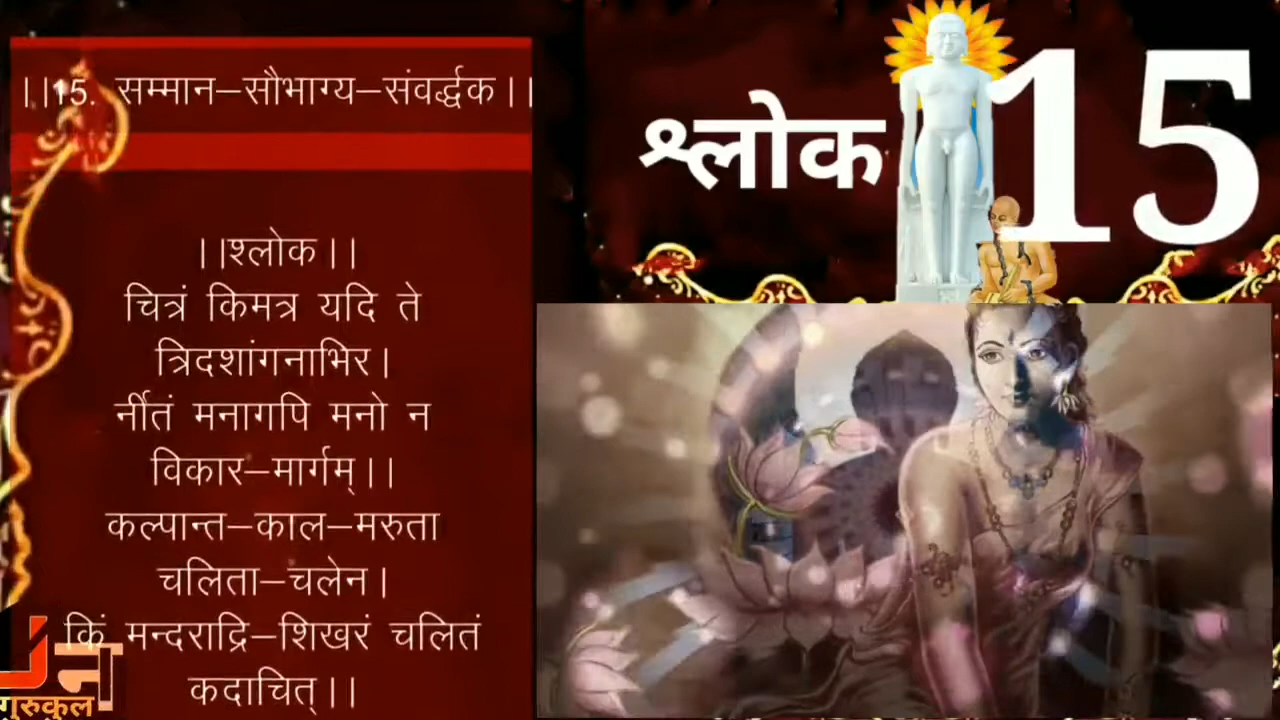 ||15. सम्मान–सौभाग्य–संवर्द्धक||
श्लोक 15
||श्लोक||
चित्रं किमत्र यदि ते
त्रिदशांगनाभिर|
र्नीतं मनागपि मनो न
विकार–मार्गम्||
कल्पान्त–काल–मरुता
चलिता–चलेन|
किं मन्दराद्रि–शिखरं चलितं
कदाचित्||
गुरुकुल